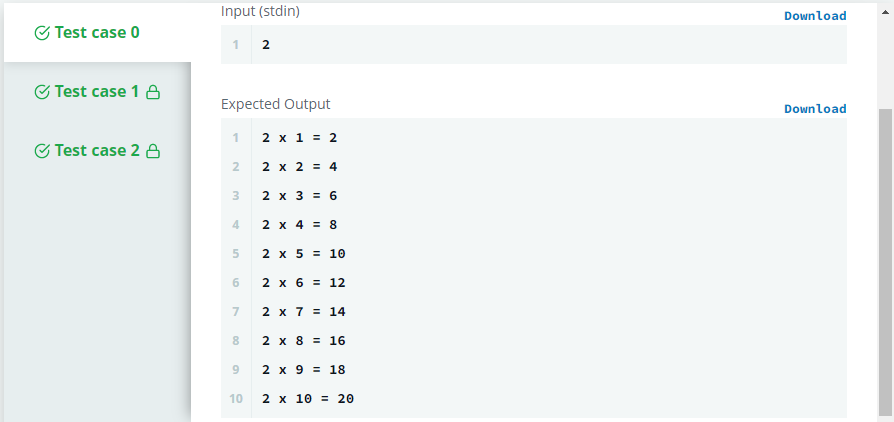 Test case 0
Test case 1
Test case 2
Input (stdin)
Download
1 2
Expected Output
Download
1 2 x 1 = 2
2 2 x 2 = 4
3 2 x 3 = 6
4 2 x 4 = 8
5 2 x 5 = 10
6 2 x 6 = 12
7 2 x 7 = 14
8 2 x 8 = 16
9 2 x 9 = 18
10 2 x 10 = 20